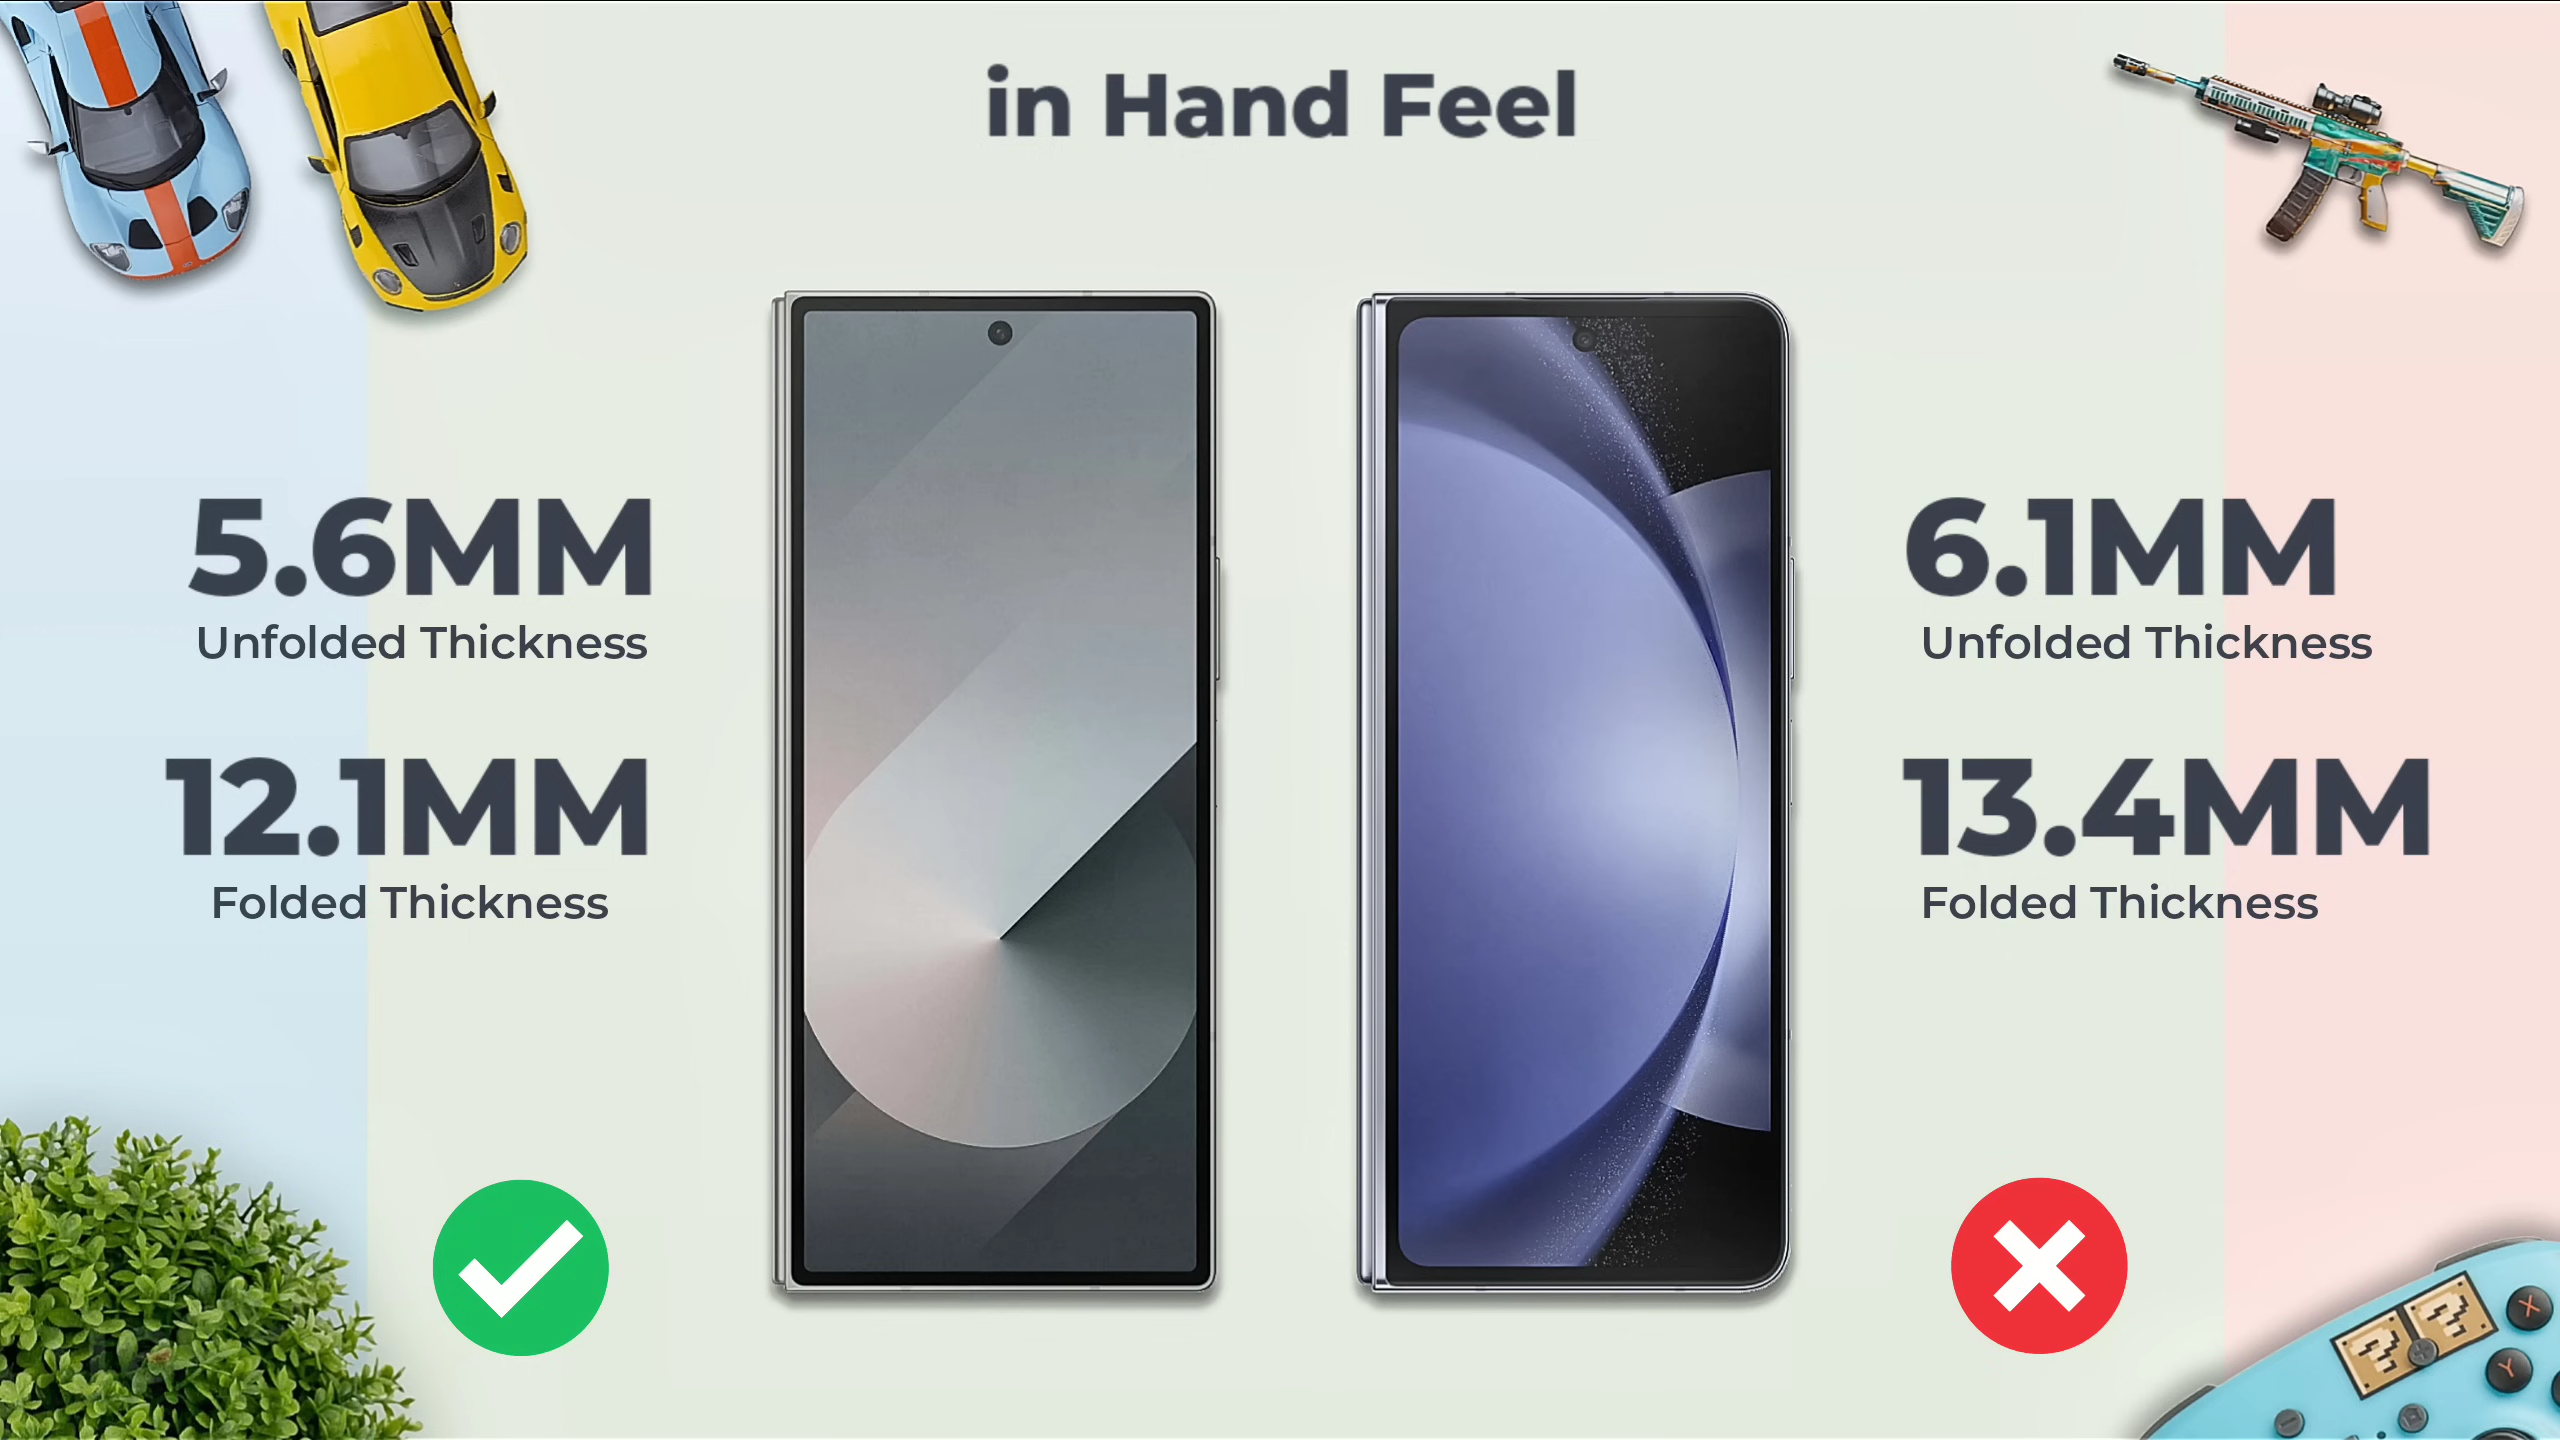 in Hand Feel
5.6MM
Unfolded Thickness
12.1MM
Folded Thickness
6.1MM
Unfolded Thickness
13.4MM
Folded Thickness
?
?
X
Y